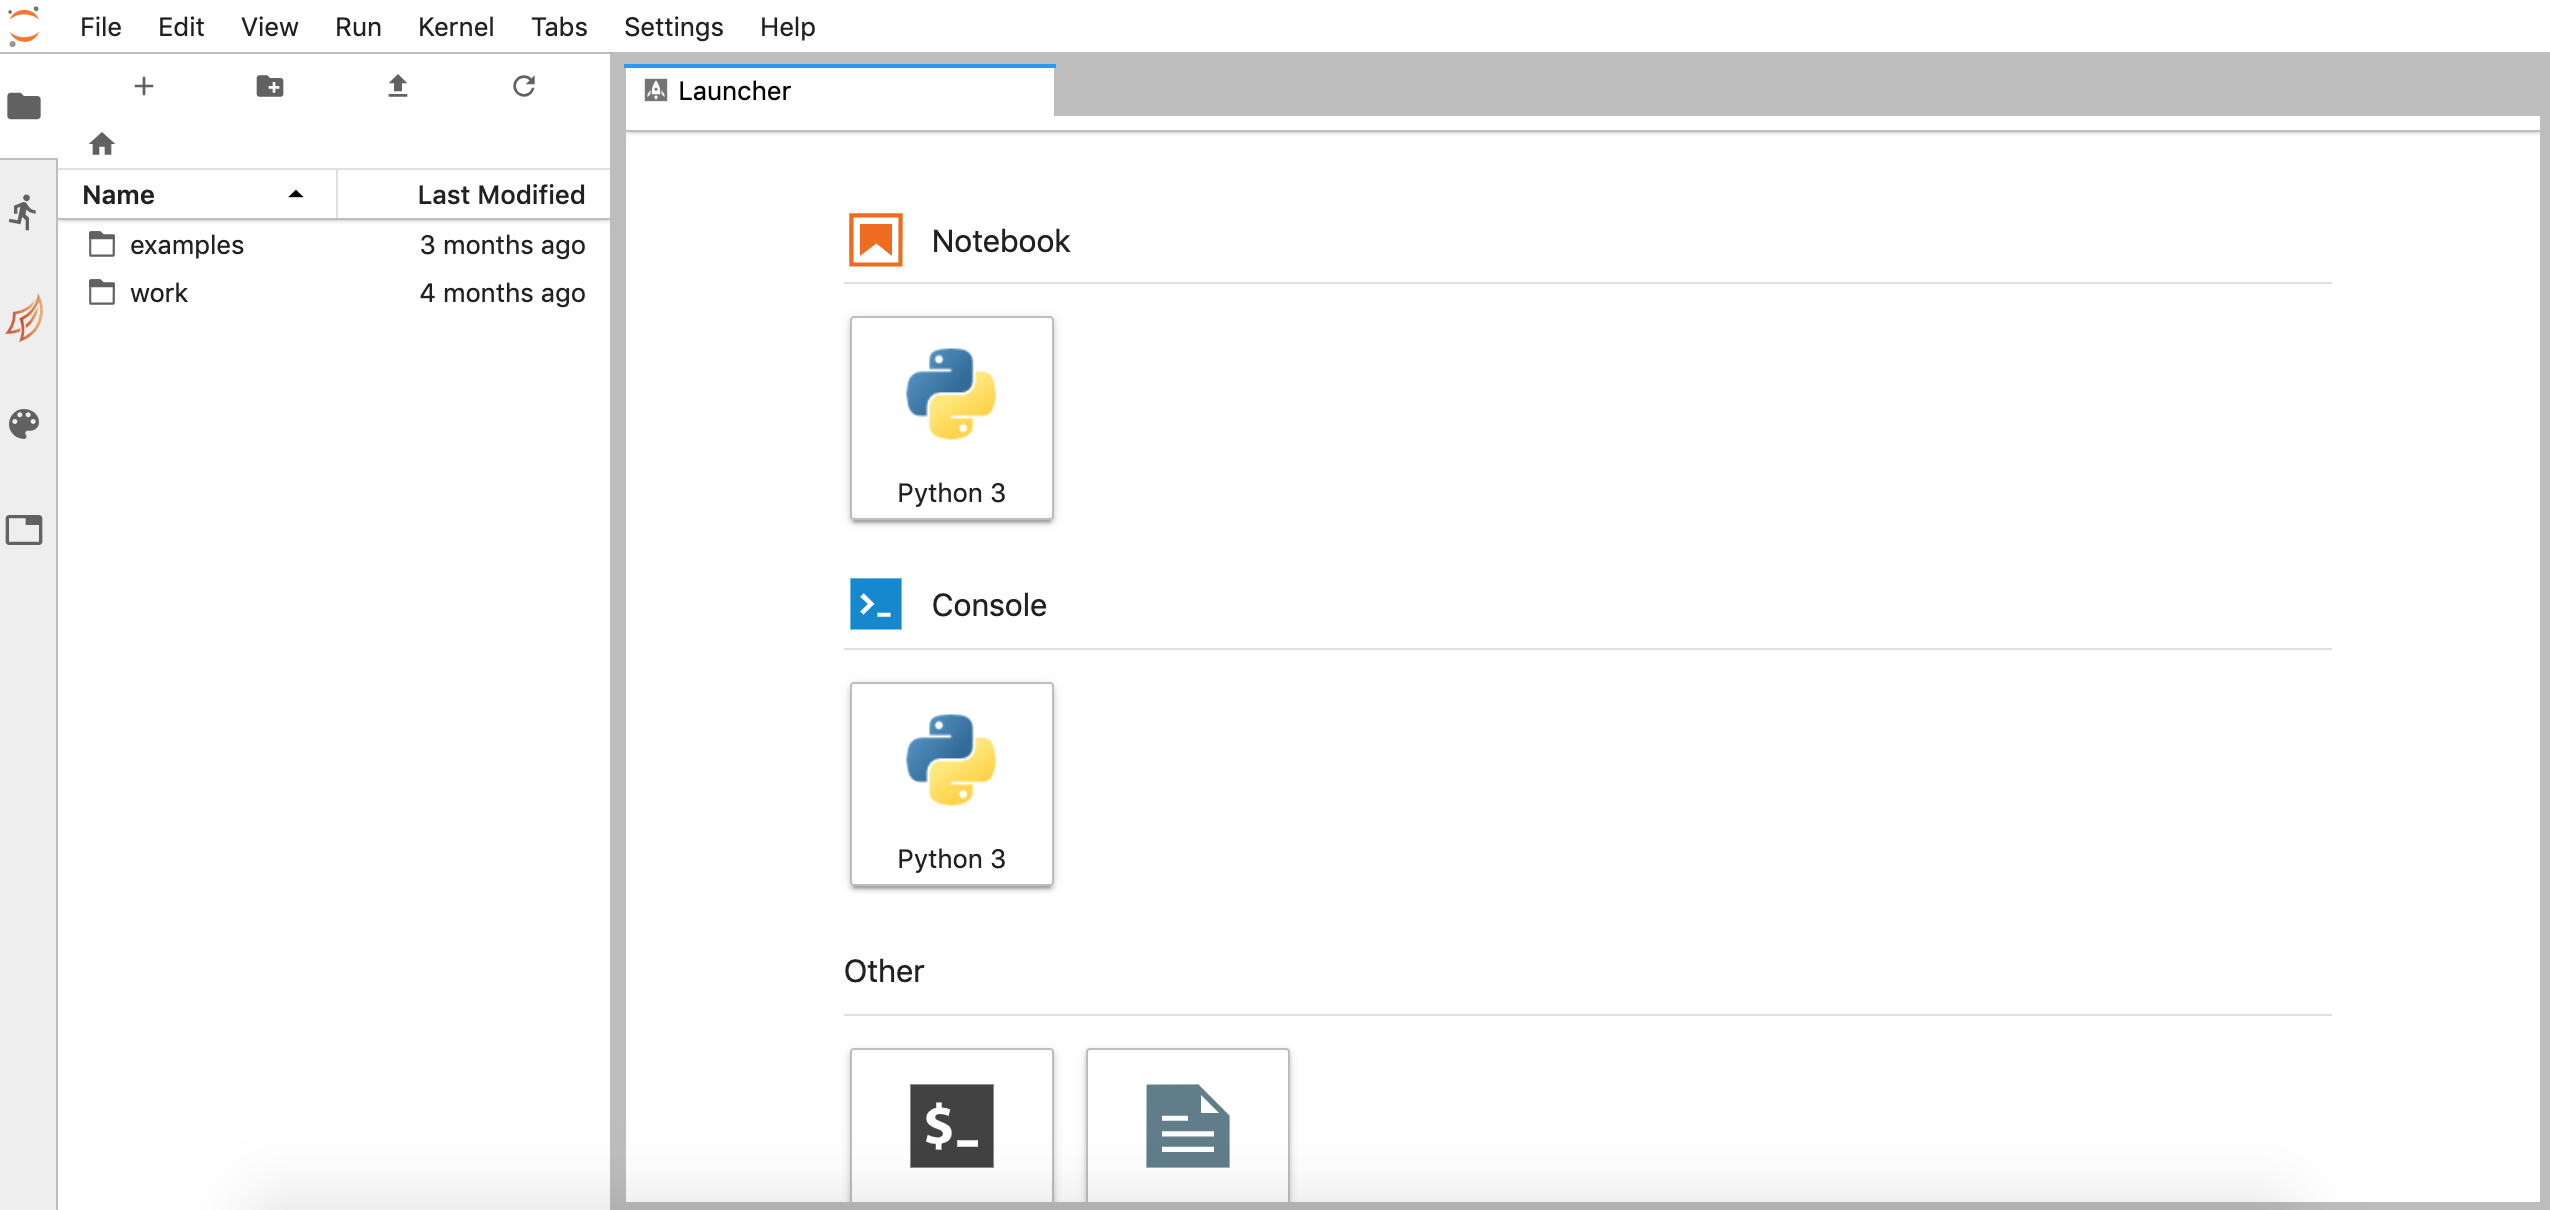 File Edit View Run Kernel Tabs Settings Help
Launcher
Name Last Modified
examples 3 months ago
work 4 months ago
Notebook
Python 3
Console
>_
Python 3
Other
$_